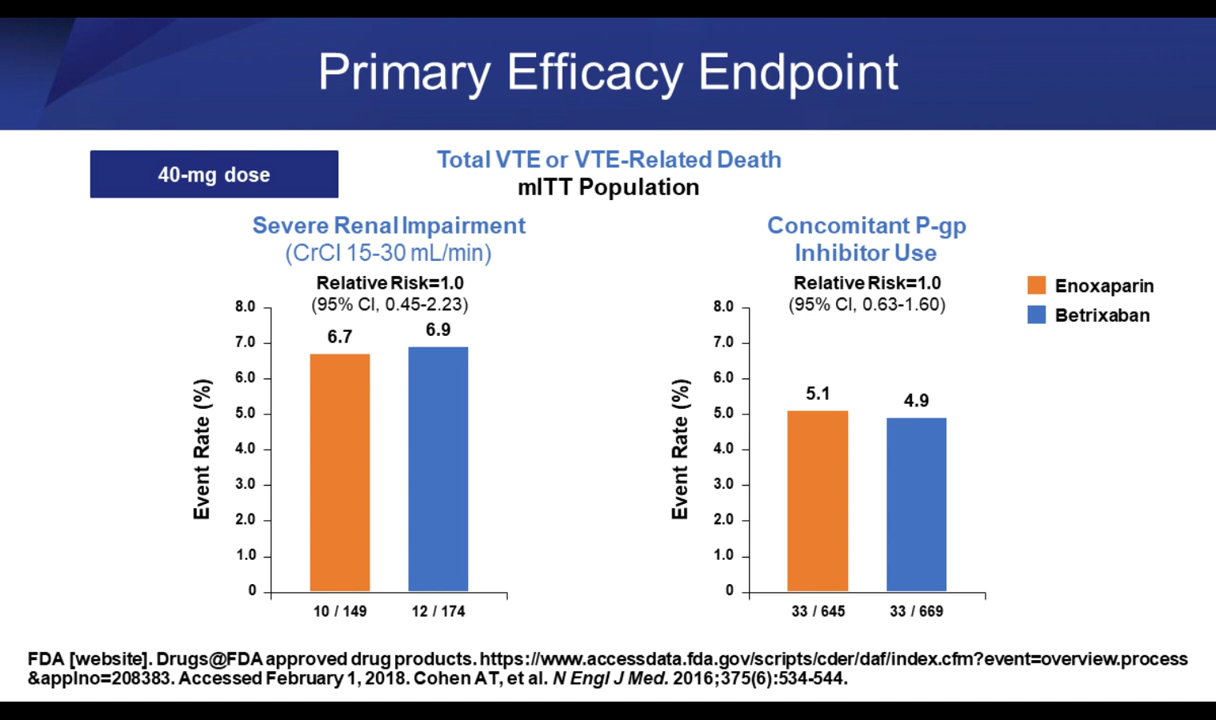 Primary Efficacy Endpoint
40-mg dose
Total VTE or VTE-Related Death
mITT Population
Severe Renal Impairment
(CrCl 15-30 mL/min)
Relative Risk=1.0
(95% CI, 0.45-2.23)
8.0
7.0
6.0
5.0
4.0
3.0
2.0
1.0
0
Event Rate (%)
6.7
6.9
10 / 149
12 / 174
Concomitant P-gp
Inhibitor Use
Relative Risk=1.0
(95% CI, 0.63-1.60)
8.0
7.0
6.0
5.0
4.0
3.0
2.0
1.0
0
Event Rate (%)
5.1
4.9
33 / 645
33 / 669
Enoxaparin
Betrixaban
FDA [website]. Drugs@FDA approved drug products. https://www.accessdata.fda.gov/scripts/cder/daf/index.cfm?event=overview.process
&applno=208383. Accessed February 1, 2018. Cohen AT, et al. N Engl J Med. 2016;375(6):534-544.